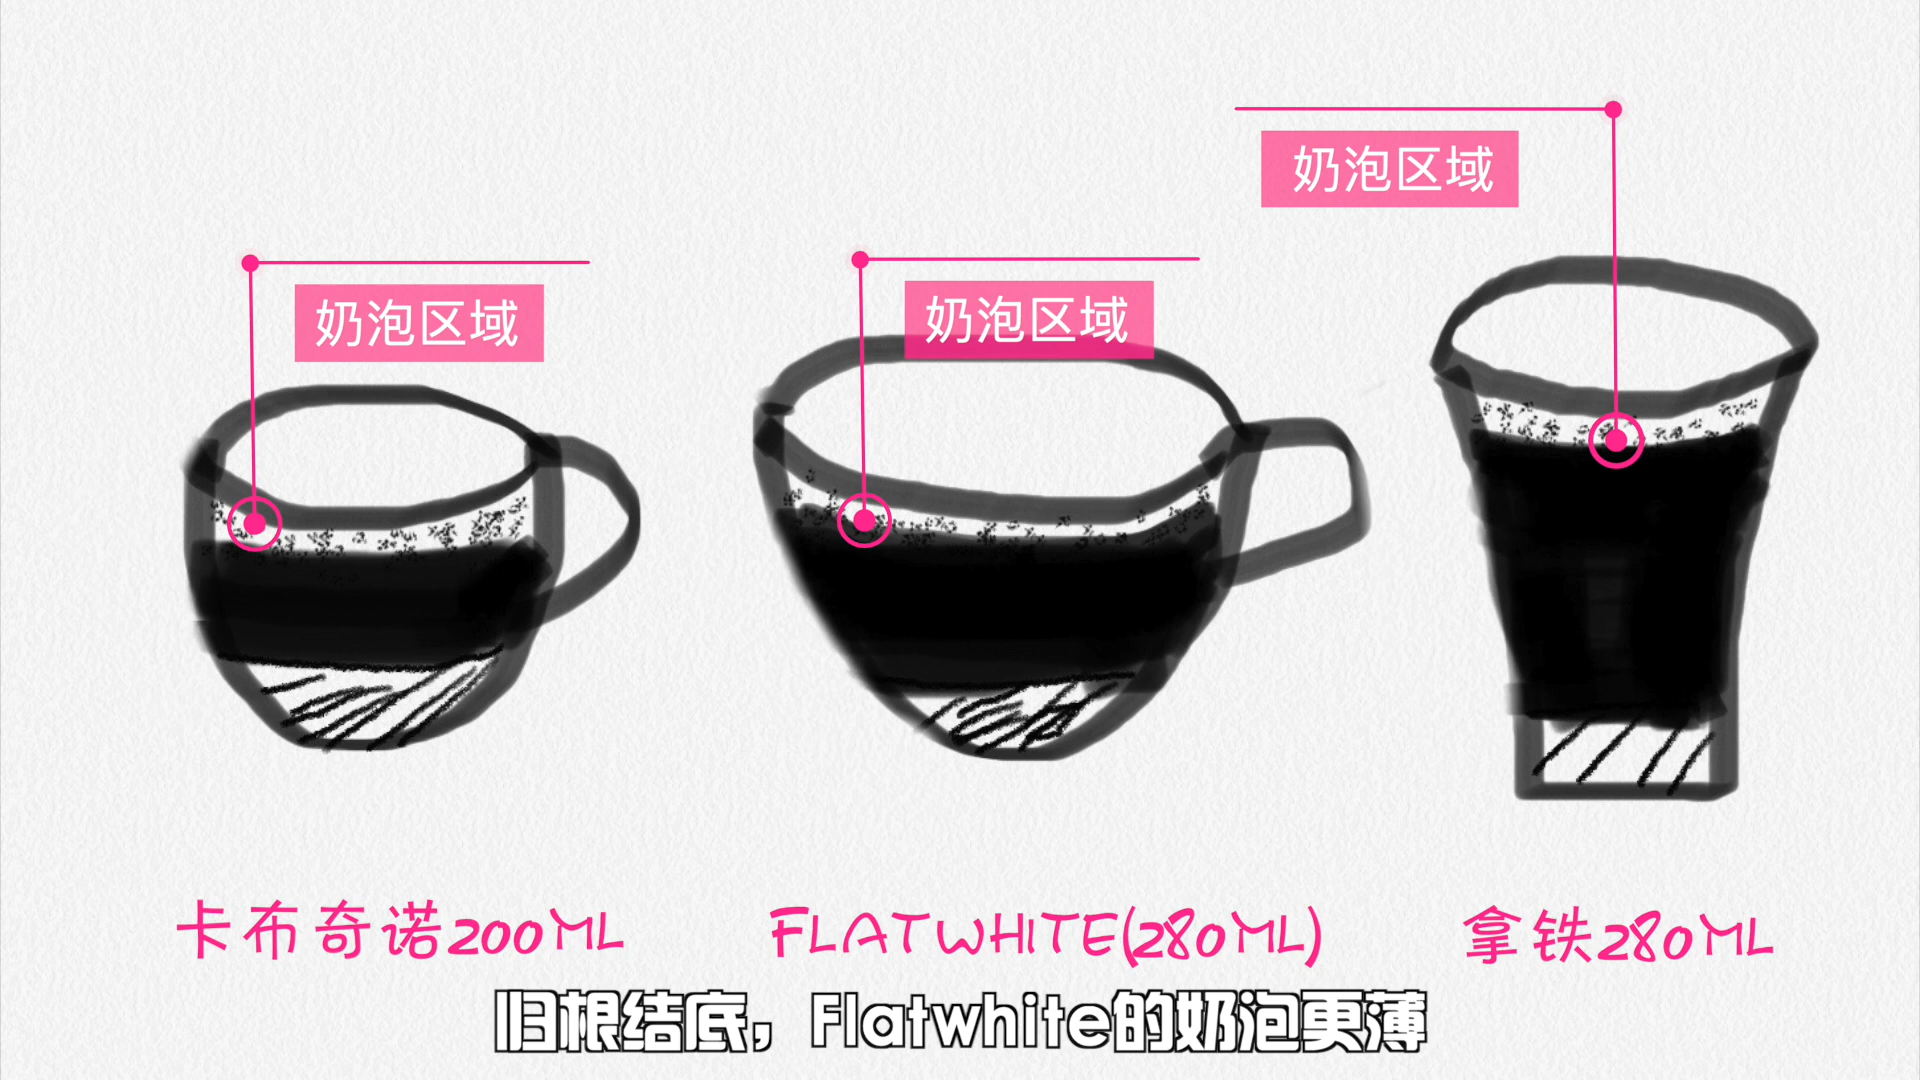 奶泡区域
奶泡区域
奶泡区域
卡布奇诺200ML
FLATWHITE(280ML)
拿铁280ML
归根结底，Flatwhite的奶泡更薄